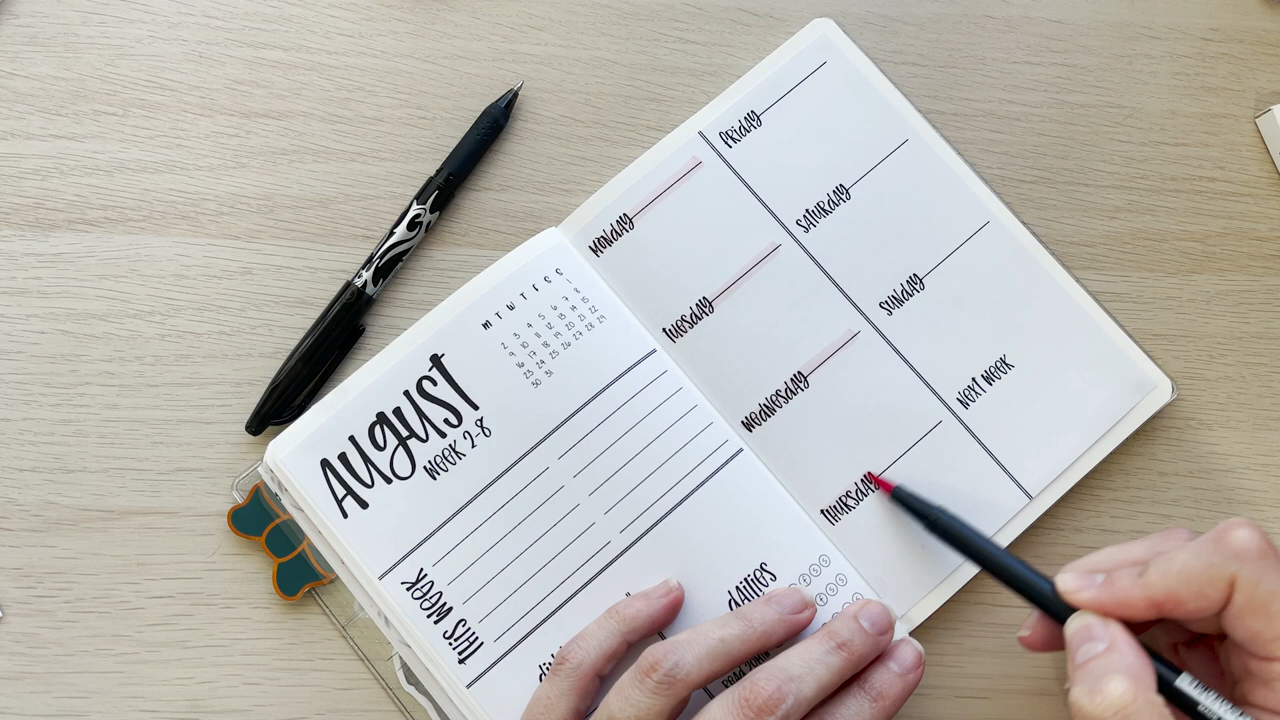 AUGUST
WEEK 2-8
M T W T F S S
1
2 3 4 5 6 7 8
9 10 11 12 13 14 15
16 17 18 19 20 21 22
23 24 25 26 27 28 29
30 31
THIS WEEK
dAILIES
READ 20MIN
MONdAY
TUESdAY
WEdNESdAY
THURSdAY
FRIdAY
SATURdAY
SUNdAY
NEXT WEEK